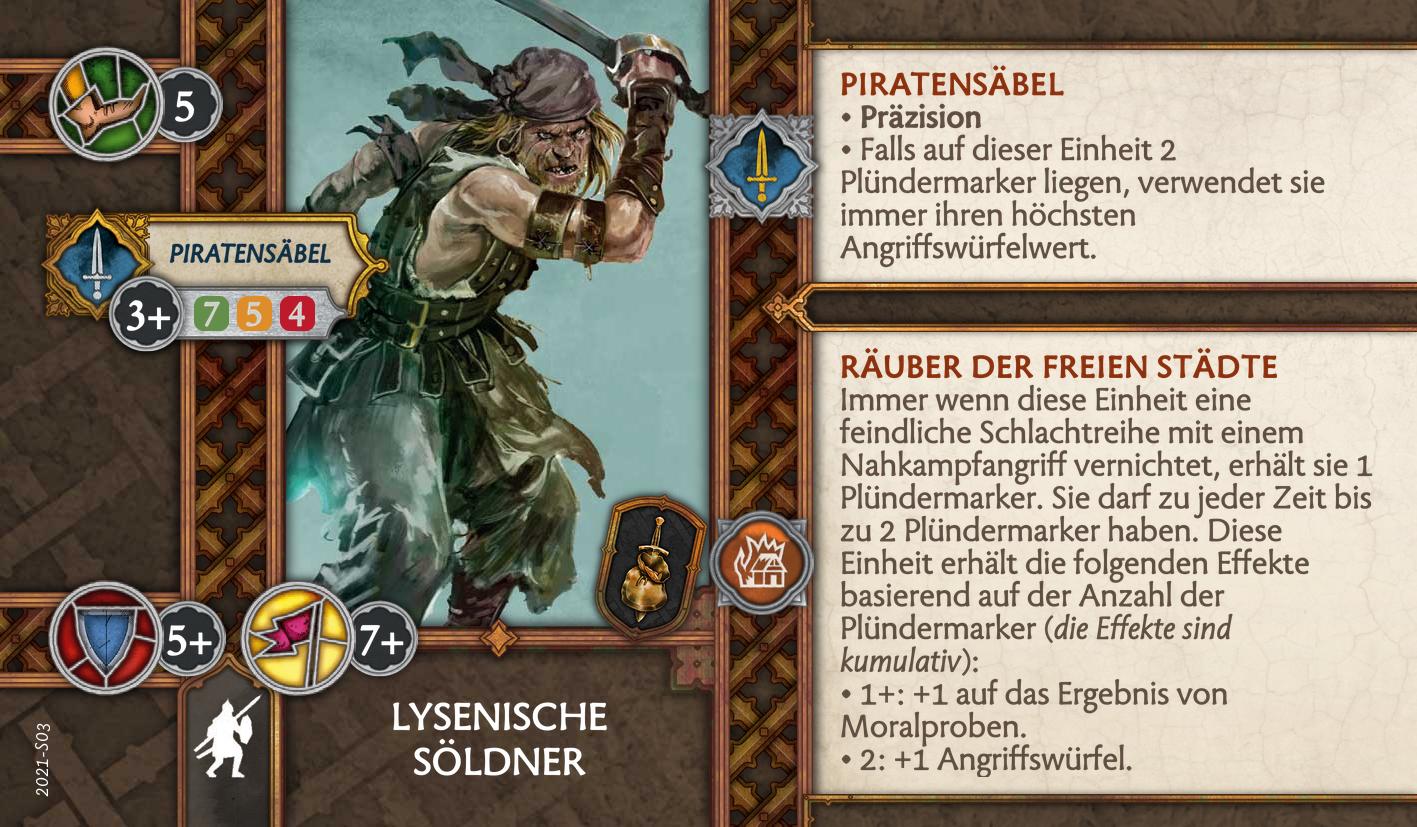 5
PIRATENSÄBEL
3+ 7 5 4
5+ 7+
LYSENISCHE
SÖLDNER
2021-S03
PIRATENSÄBEL
• Präzision
• Falls auf dieser Einheit 2
Plündermarker liegen, verwendet sie
immer ihren höchsten
Angriffswürfelwert.
RÄUBER DER FREIEN STÄDTE
Immer wenn diese Einheit eine
feindliche Schlachtreihe mit einem
Nahkampfangriff vernichtet, erhält sie 1
Plündermarker. Sie darf zu jeder Zeit bis
zu 2 Plündermarker haben. Diese
Einheit erhält die folgenden Effekte
basierend auf der Anzahl der
Plündermarker (die Effekte sind
kumulativ):
• 1+: +1 auf das Ergebnis von
Moralproben.
• 2: +1 Angriffswürfel.